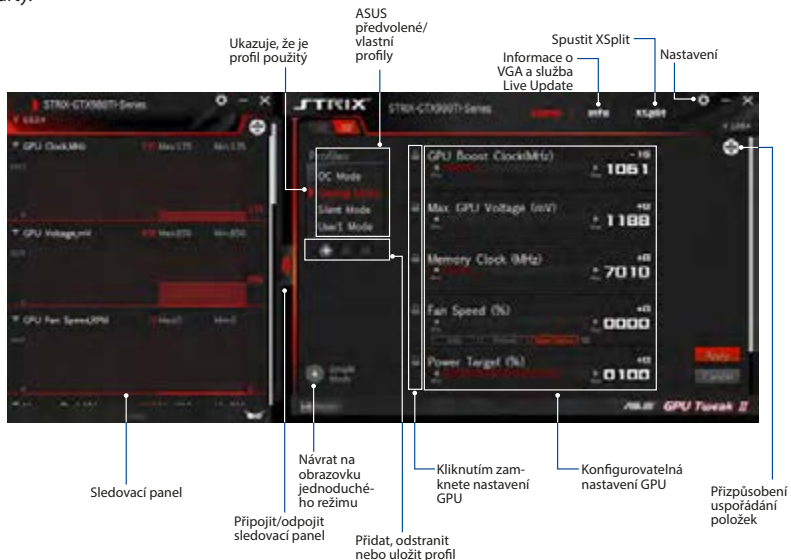 ASUS
předvolené/
vlastní
profily
Ukazuje, že je
profil použitý
Spustit XSplit
Informace o
VGA a služba
Live Update
Nastavení
STRIX-GTX980TI-Series
GPU Clock,MHz
GPU Voltage,mV
GPU Fan Speed,RPM
STRIX
STRIX-GTX980TI-Series
Info
XSplit
Profiles
OC Mode
Silent Mode
User1 Mode
Simple
Mode
GPU Boost Clock(MHz)
1061
Max. GPU Voltage (mV)
1188
Memory Clock (MHz)
7010
Fan Speed (%)
0000
Power Target (%)
0100
Apply
Cancel
ASUS GPU Tweak II
Sledovací panel
Připojit/odpojit
sledovací panel
Návrat na
obrazovku
jednoduché-
ho režimu
Přidat, odstranit
nebo uložit profil
Kliknutím zam-
knete nastavení
GPU
Konfigurovatelná
nastavení GPU
Přizpůsobení
uspořádání
položek